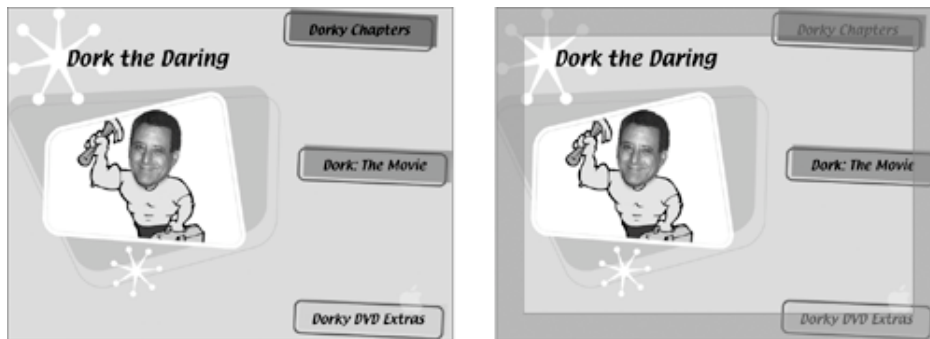 Dorky Chapters
Dork the Daring
Dork: The Movie
Dorky DVD Extras
Dorky Chapters
Dork the Daring
Dork: The Movie
Dorky DVD Extras